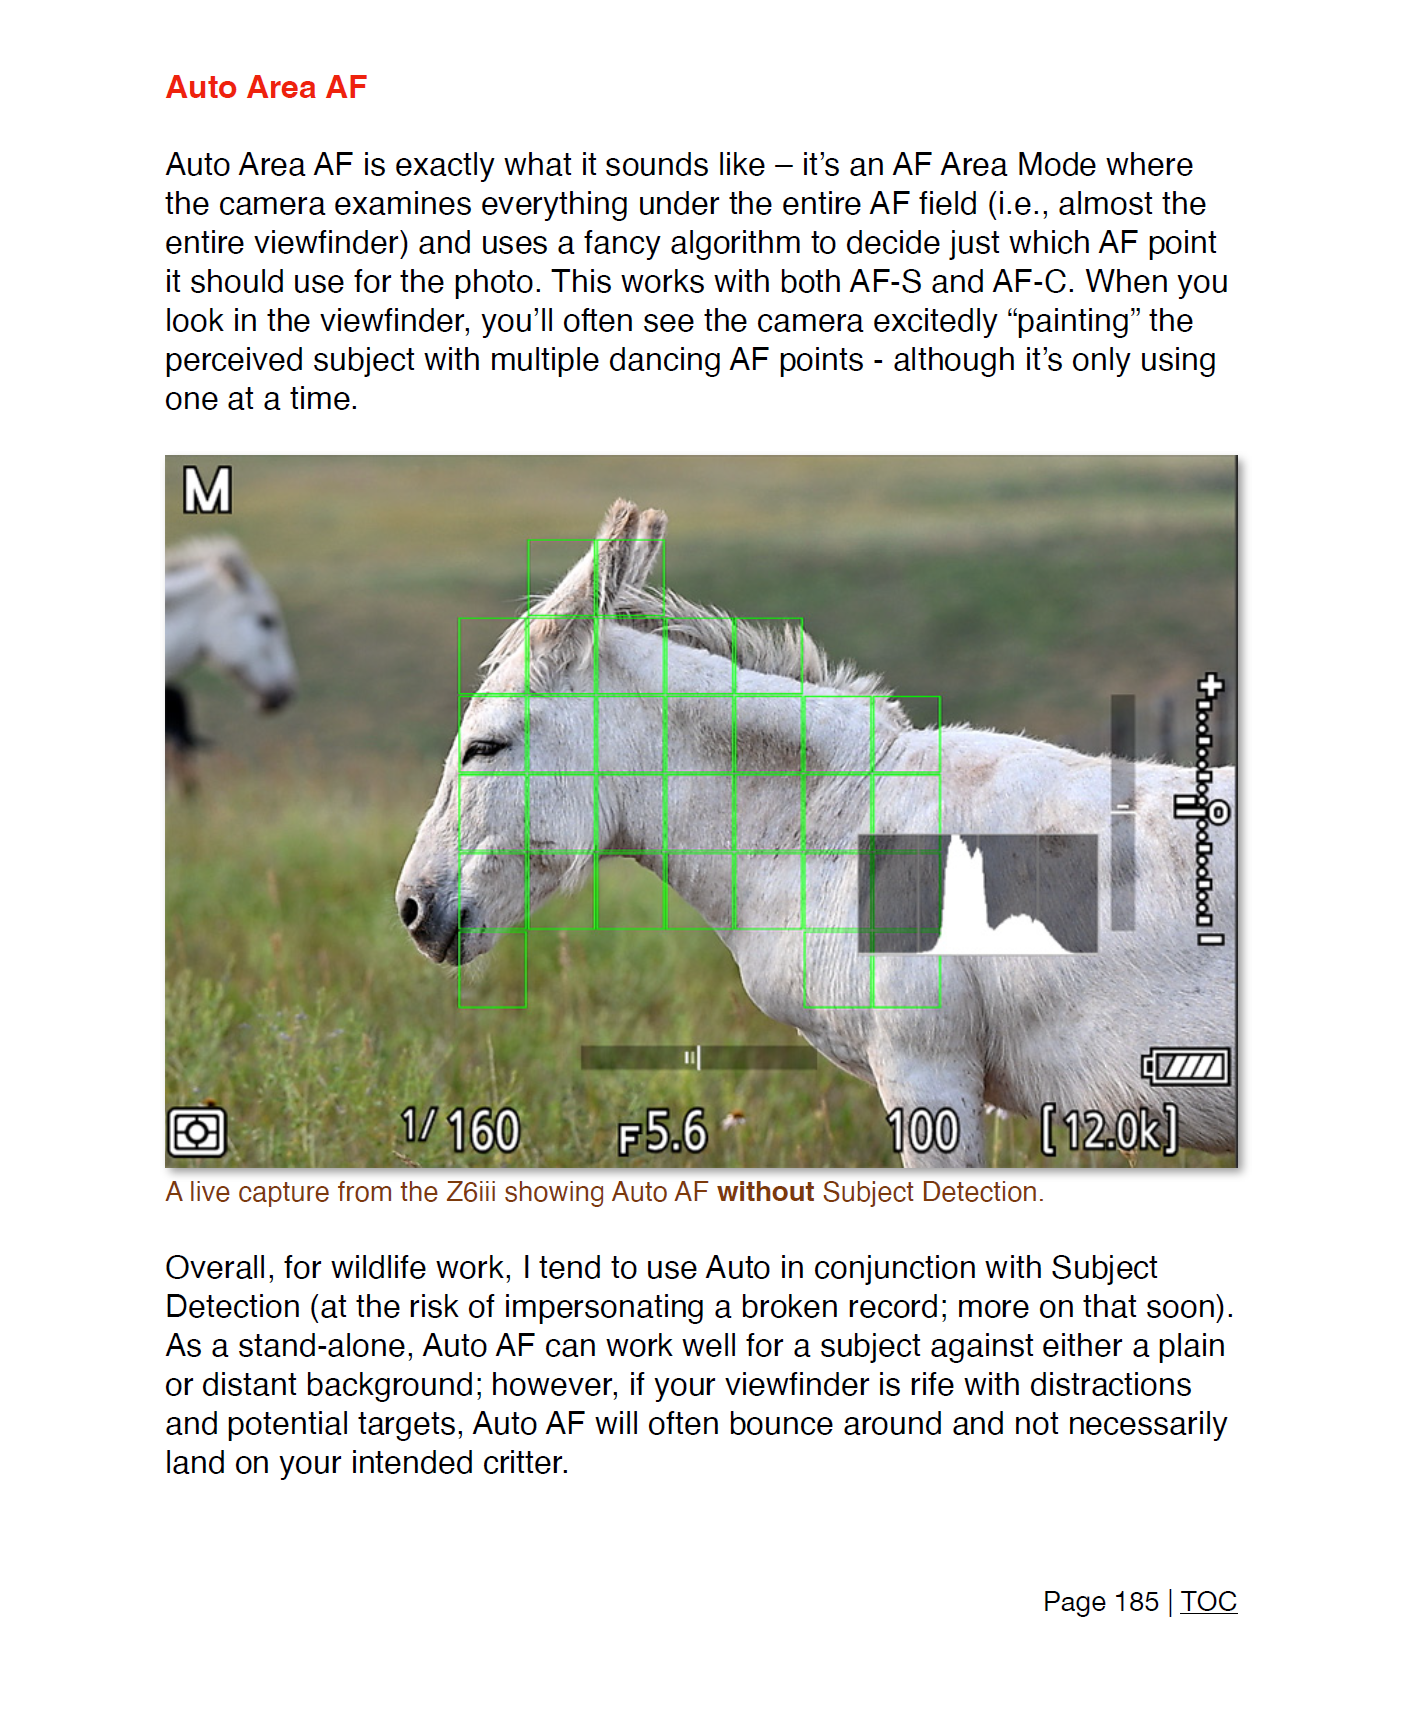 Auto Area AF
Auto Area AF is exactly what it sounds like – it’s an AF Area Mode where
the camera examines everything under the entire AF field (i.e., almost the
entire viewfinder) and uses a fancy algorithm to decide just which AF point
it should use for the photo. This works with both AF-S and AF-C. When you
look in the viewfinder, you’ll often see the camera excitedly “painting” the
perceived subject with multiple dancing AF points - although it’s only using
one at a time.
M
+
0
–
1/160 F5.6 100 [12.0k]
A live capture from the Z6iii showing Auto AF without Subject Detection.
Overall, for wildlife work, I tend to use Auto in conjunction with Subject
Detection (at the risk of impersonating a broken record; more on that soon).
As a stand-alone, Auto AF can work well for a subject against either a plain
or distant background; however, if your viewfinder is rife with distractions
and potential targets, Auto AF will often bounce around and not necessarily
land on your intended critter.
Page 185 | TOC